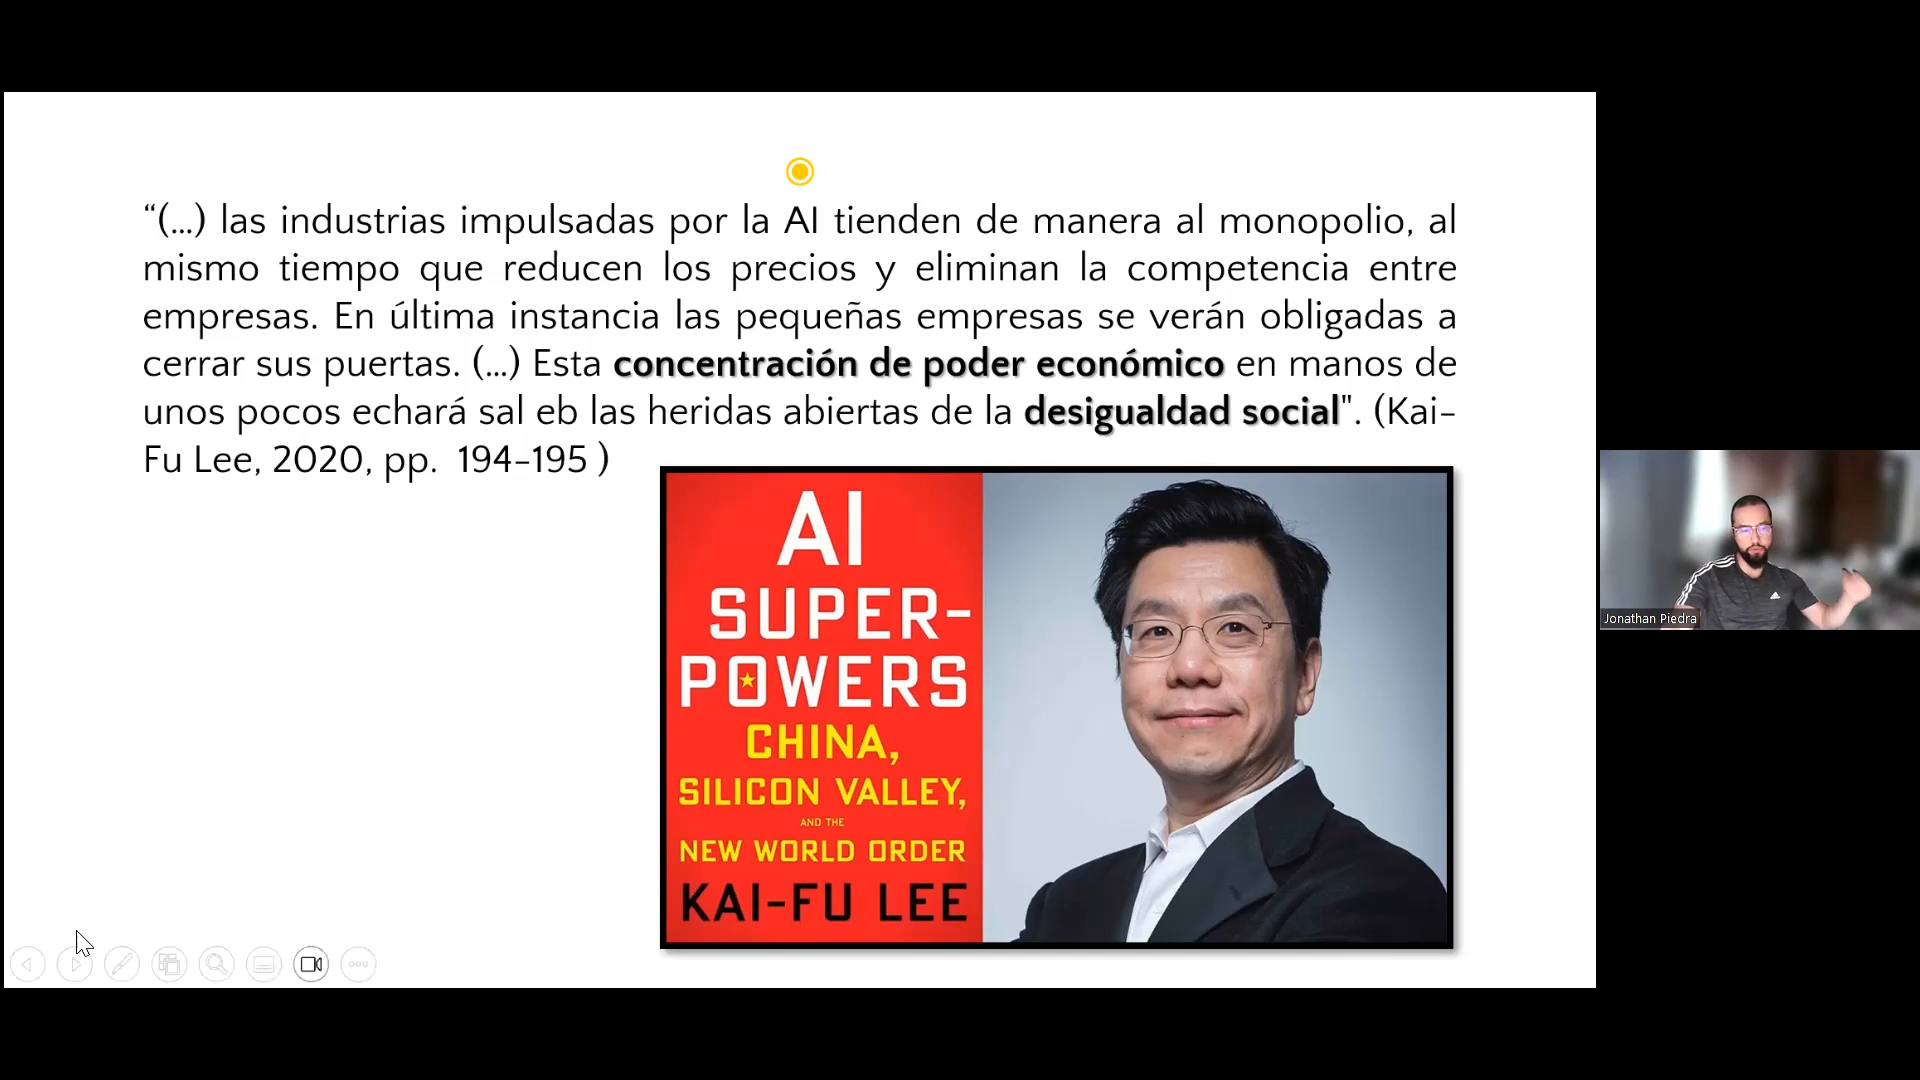 “(...) las industrias impulsadas por la AI tienden de manera al monopolio, al
mismo tiempo que reducen los precios y eliminan la competencia entre
empresas. En última instancia las pequeñas empresas se verán obligadas a
cerrar sus puertas. (...) Esta concentración de poder económico en manos de
unos pocos echará sal eb las heridas abiertas de la desigualdad social". (Kai-
Fu Lee, 2020, pp. 194-195 )
AI
SUPER-
POWERS
CHINA,
SILICON VALLEY,
AND THE
NEW WORLD ORDER
KAI-FU LEE
Jonathan Piedra